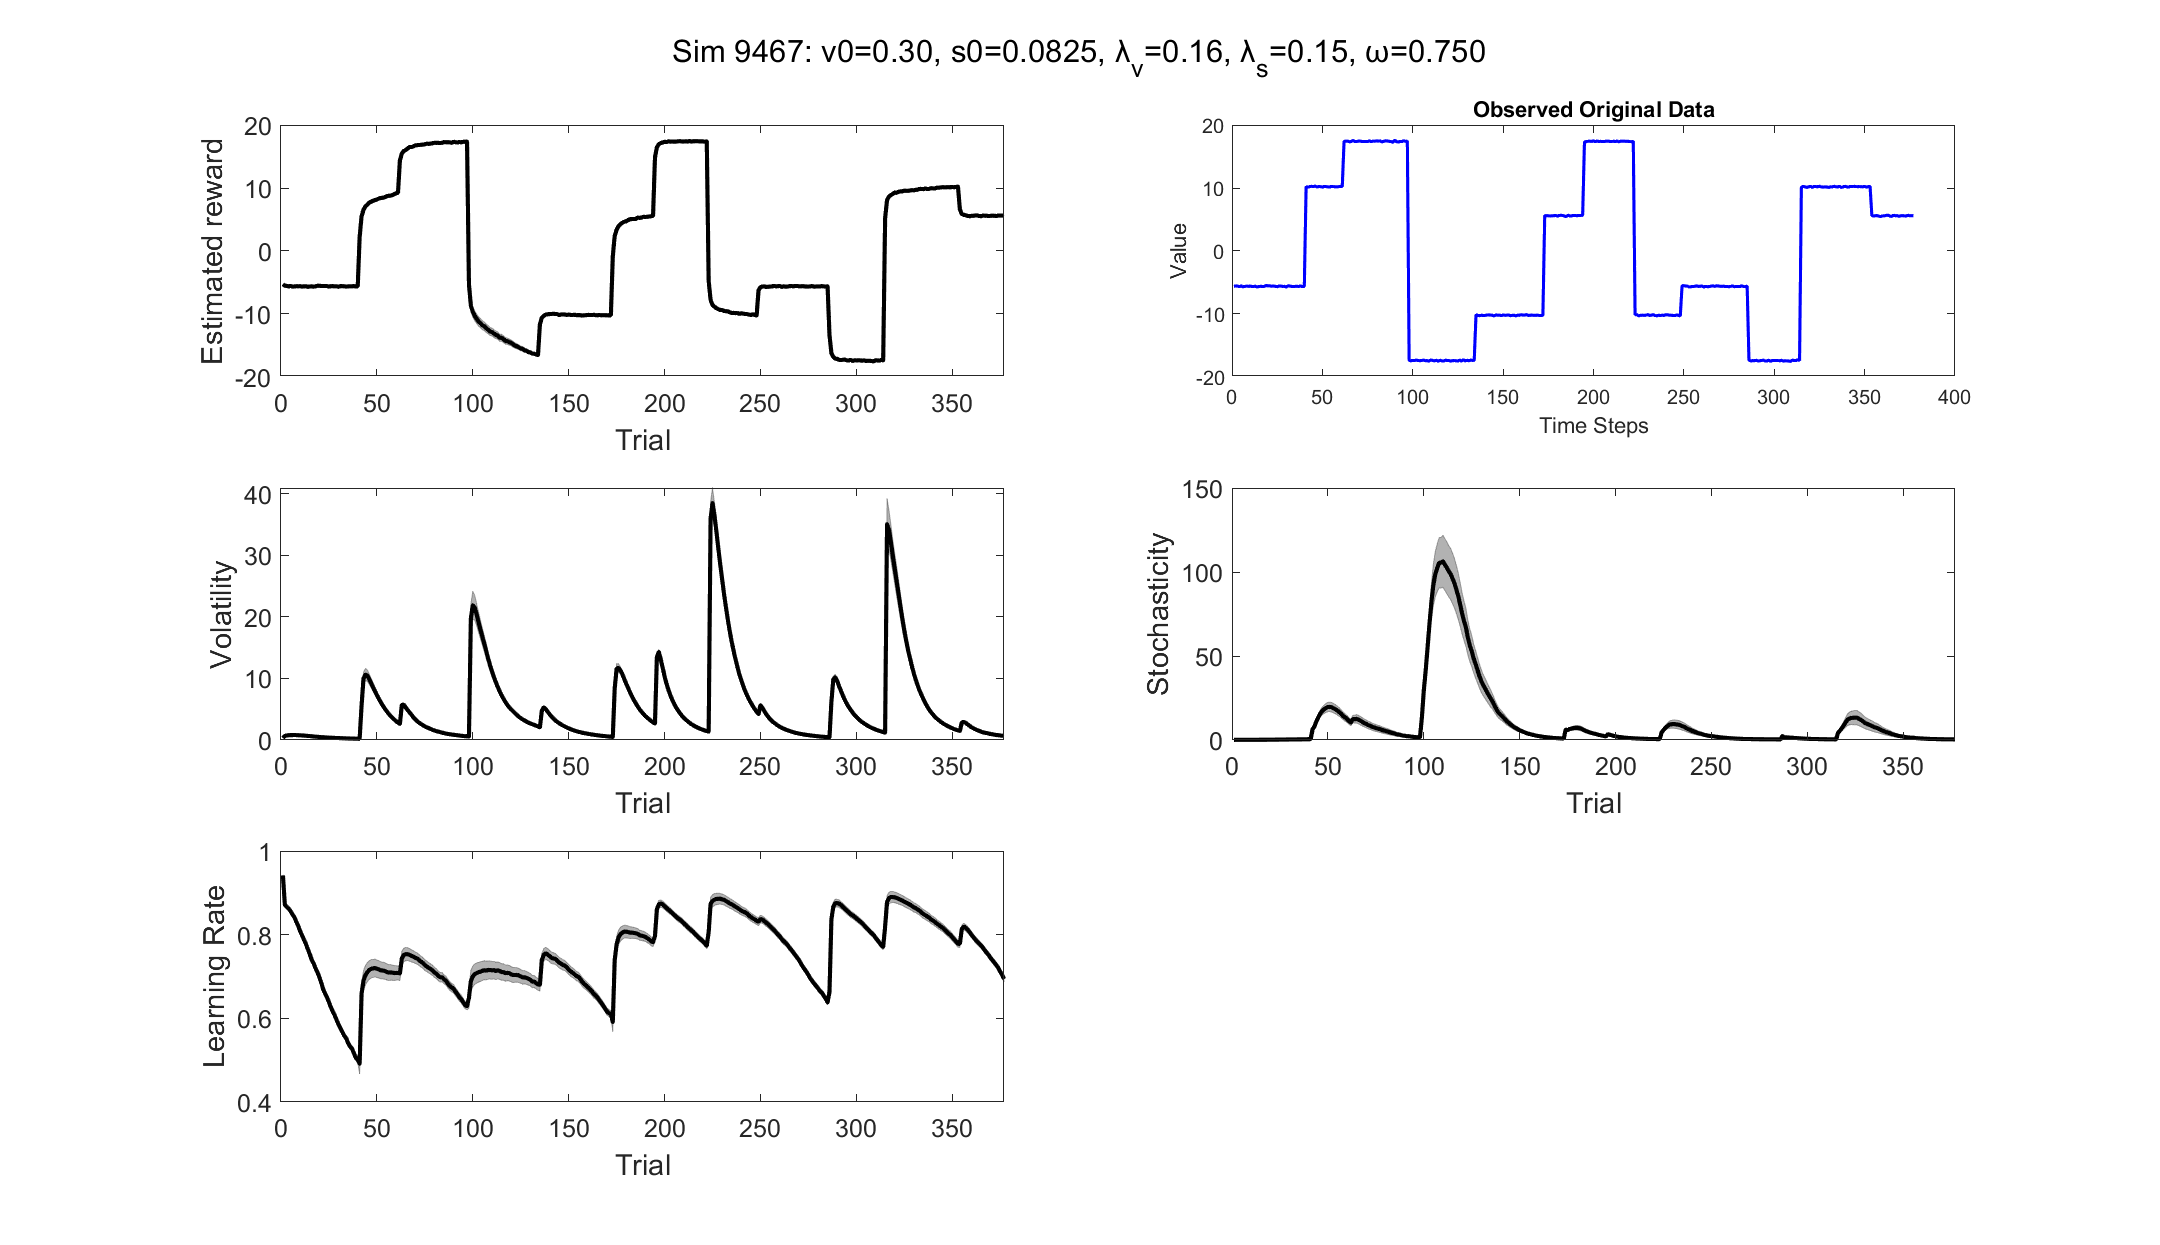 Sim 9467: v0=0.30, s0=0.0825, λv=0.16, λs=0.15, ω=0.750
Estimated reward
20
10
0
-10
-20
0 50 100 150 200 250 300 350
Trial
Observed Original Data
Value
20
10
0
-10
-20
0 50 100 150 200 250 300 350 400
Time Steps
Volatility
40
30
20
10
0
0 50 100 150 200 250 300 350
Trial
Stochasticity
150
100
50
0
0 50 100 150 200 250 300 350
Trial
Learning Rate
1
0.8
0.6
0.4
0 50 100 150 200 250 300 350
Trial